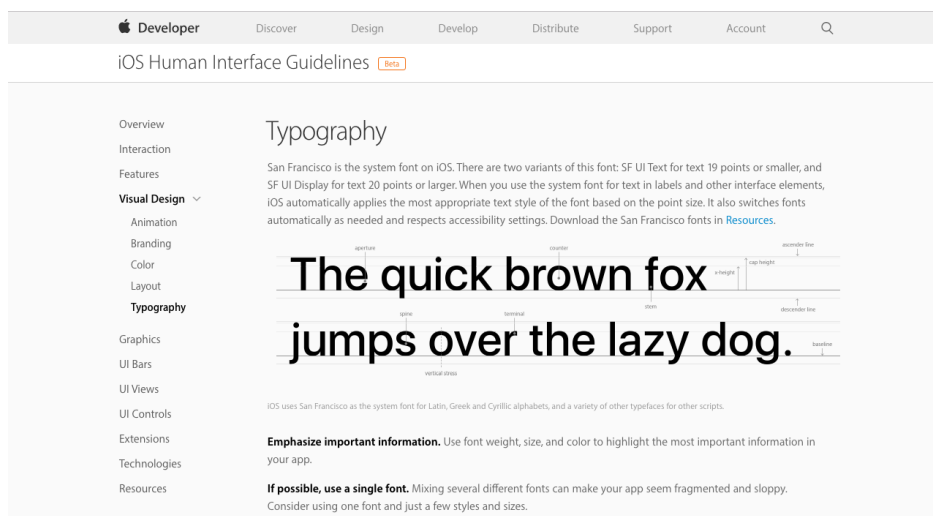 Developer Discover Design Develop Distribute Support Account
iOS Human Interface Guidelines Beta
Overview
Interaction
Features
Visual Design
Animation
Branding
Color
Layout
Typography
Graphics
UI Bars
UI Views
UI Controls
Extensions
Technologies
Resources
Typography
San Francisco is the system font on iOS. There are two variants of this font: SF UI Text for text 19 points or smaller, and
SF UI Display for text 20 points or larger. When you use the system font for text in labels and other interface elements,
iOS automatically applies the most appropriate text style of the font based on the point size. It also switches fonts
automatically as needed and respects accessibility settings. Download the San Francisco fonts in Resources.
aperture counter ascender line
cap height
x-height
The quick brown fox
stem descender line
spine terminal
jumps over the lazy dog.
baseline
vertical stress
iOS uses San Francisco as the system font for Latin, Greek and Cyrillic alphabets, and a variety of other typefaces for other scripts.
Emphasize important information. Use font weight, size, and color to highlight the most important information in
your app.
If possible, use a single font. Mixing several different fonts can make your app seem fragmented and sloppy.
Consider using one font and just a few styles and sizes.